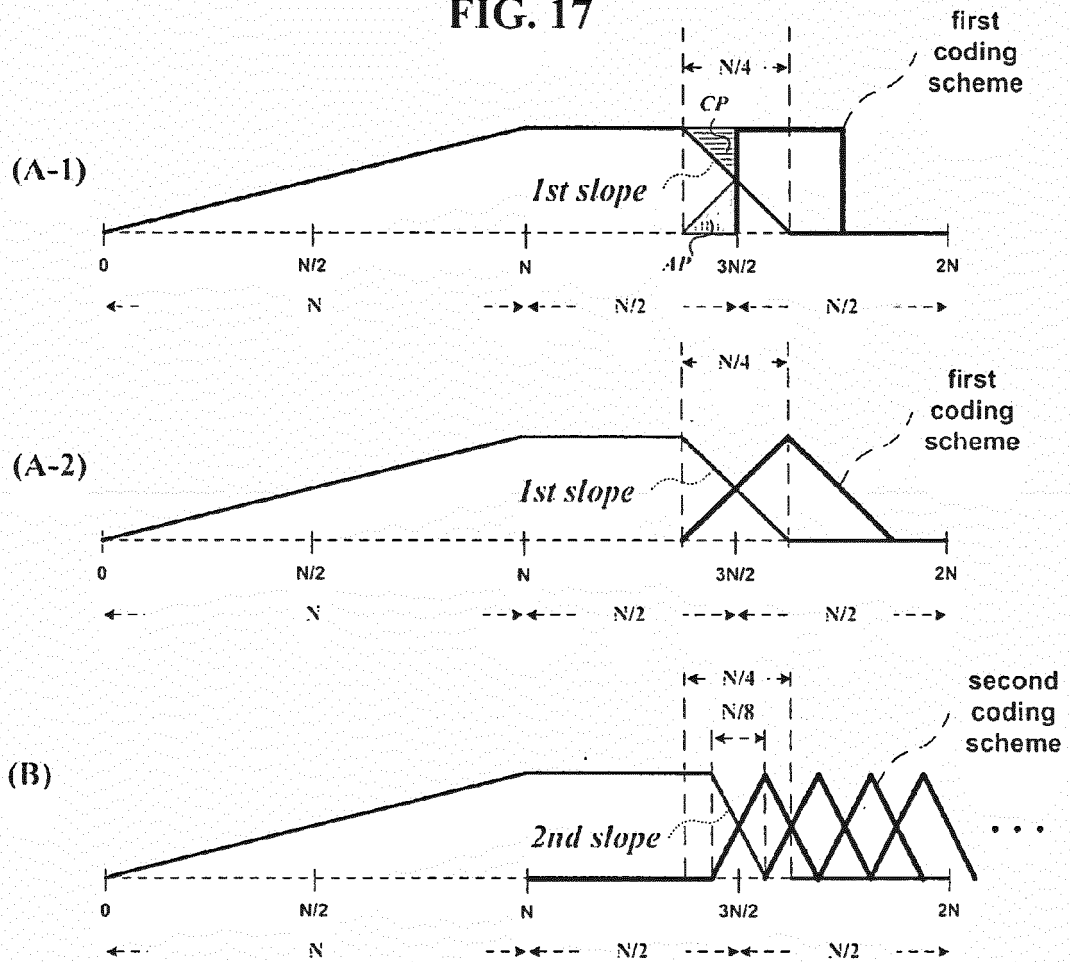 FIG. 17
first
coding
scheme
N/4
CP
(A-1)
1st slope
AP
0 N/2 N 3N/2 2N
N N/2 N/2
N/4
first
coding
scheme
(A-2)
1st slope
0 N/2 N 3N/2 2N
N N/2 N/2
second
coding
scheme
N/4
N/8
(B)
2nd slope
...
0 N/2 N 3N/2 2N
N N/2 N/2